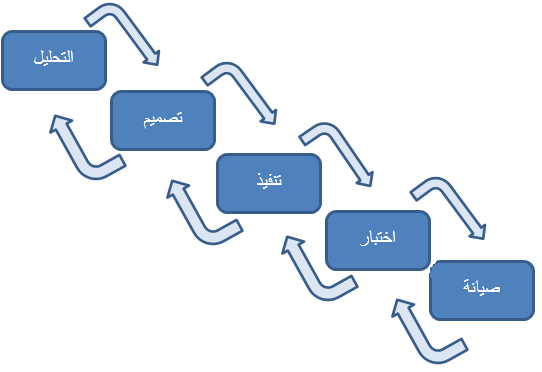 التحليل
تصميم
تنفيذ
اختبار
صيانة